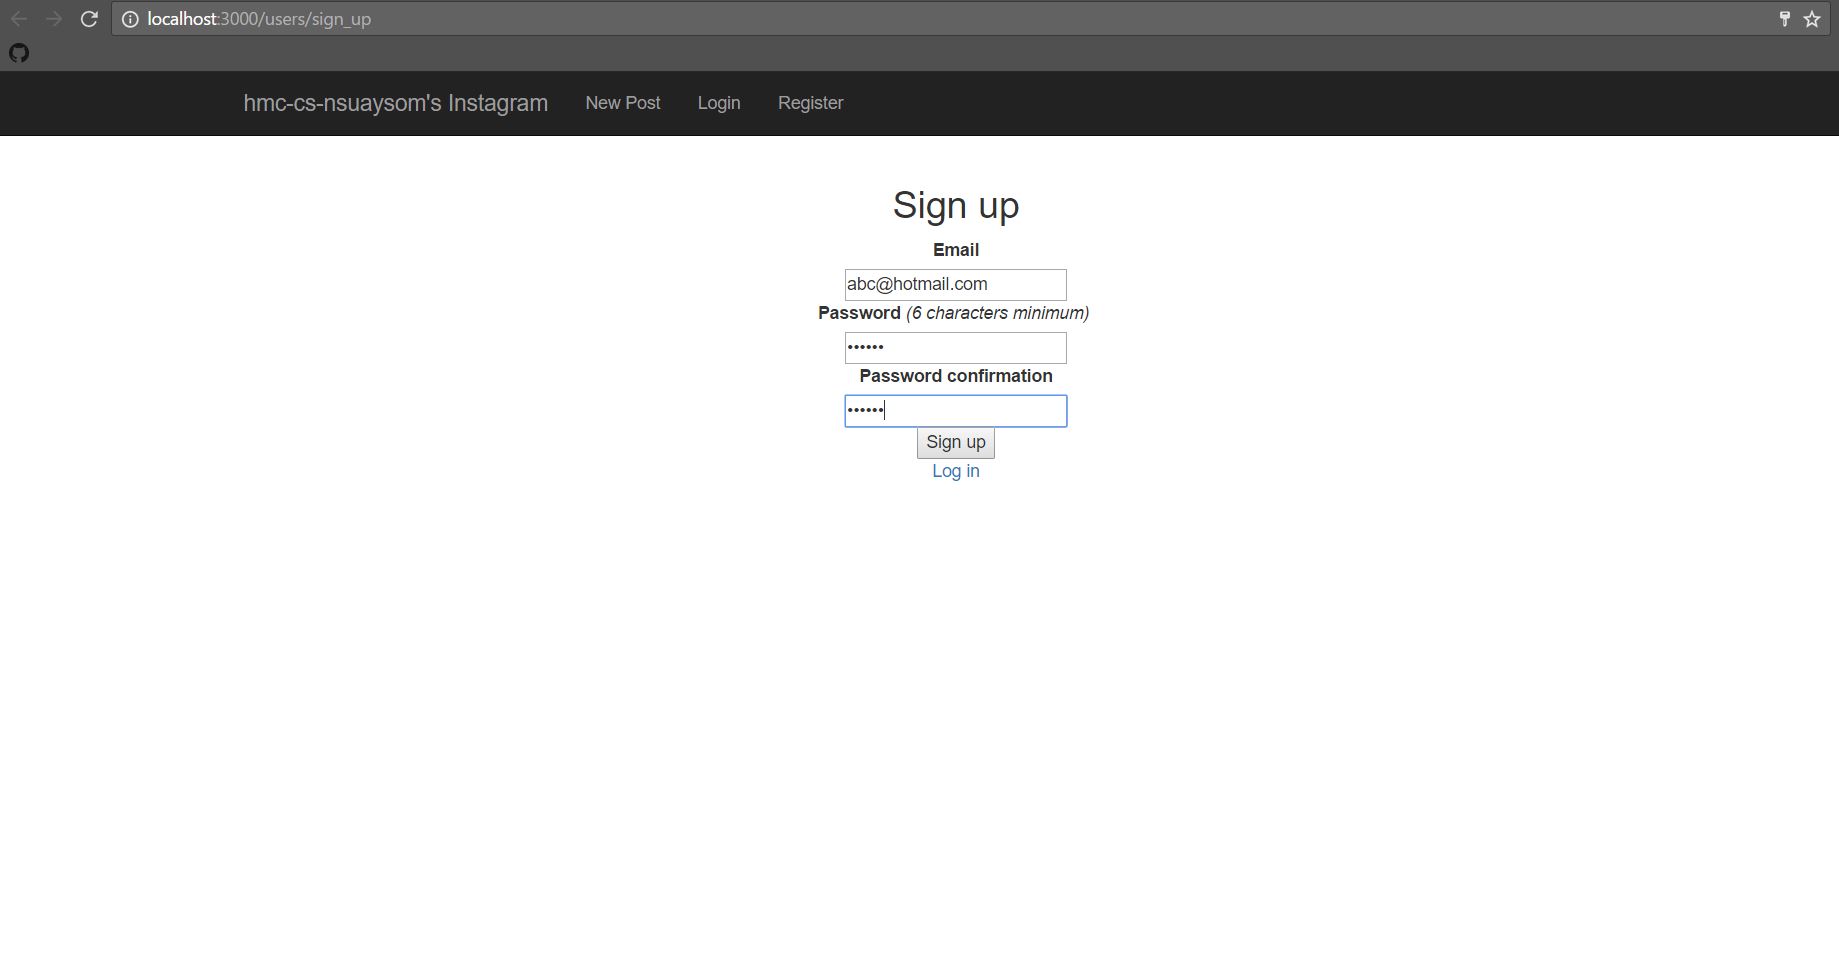 localhost:3000/users/sign_up
hmc-cs-nsuaysom's Instagram New Post Login Register
Sign up
Email
abc@hotmail.com
Password (6 characters minimum)
••••••
Password confirmation
••••••
Sign up
Log in